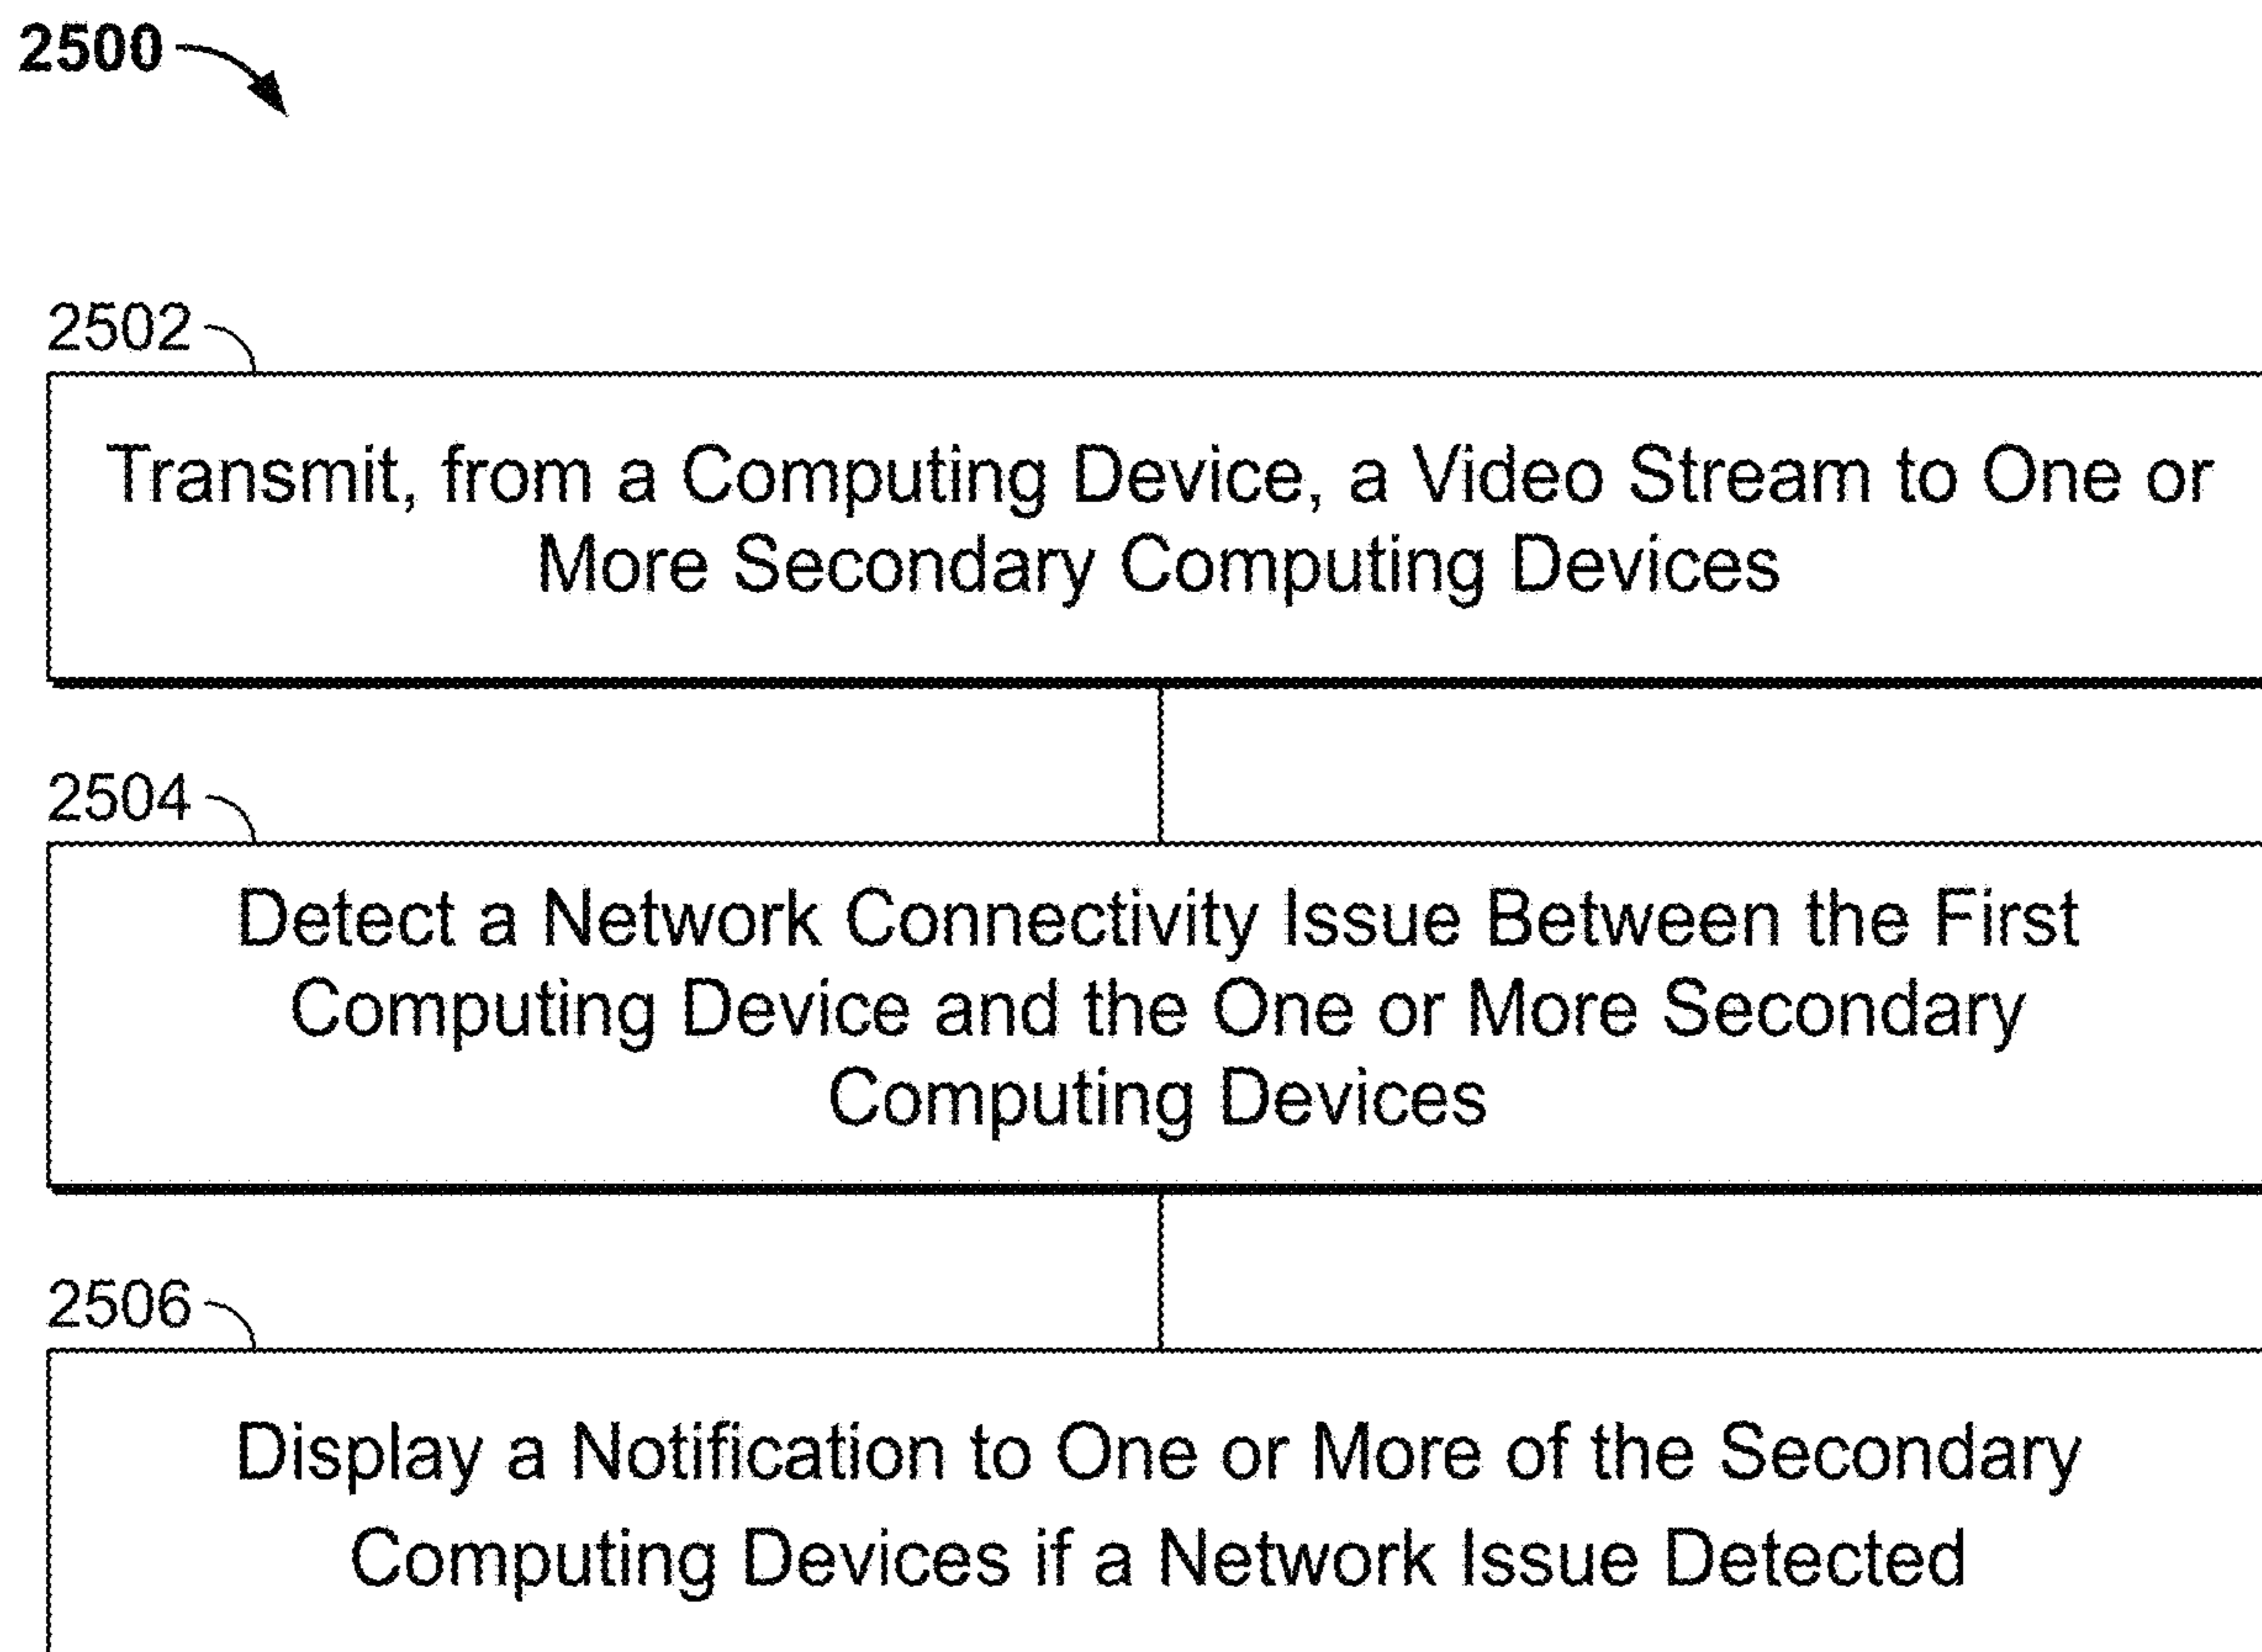 2500
2502
Transmit, from a Computing Device, a Video Stream to One or
More Secondary Computing Devices
2504
Detect a Network Connectivity Issue Between the First
Computing Device and the One or More Secondary
Computing Devices
2506
Display a Notification to One or More of the Secondary
Computing Devices if a Network Issue Detected